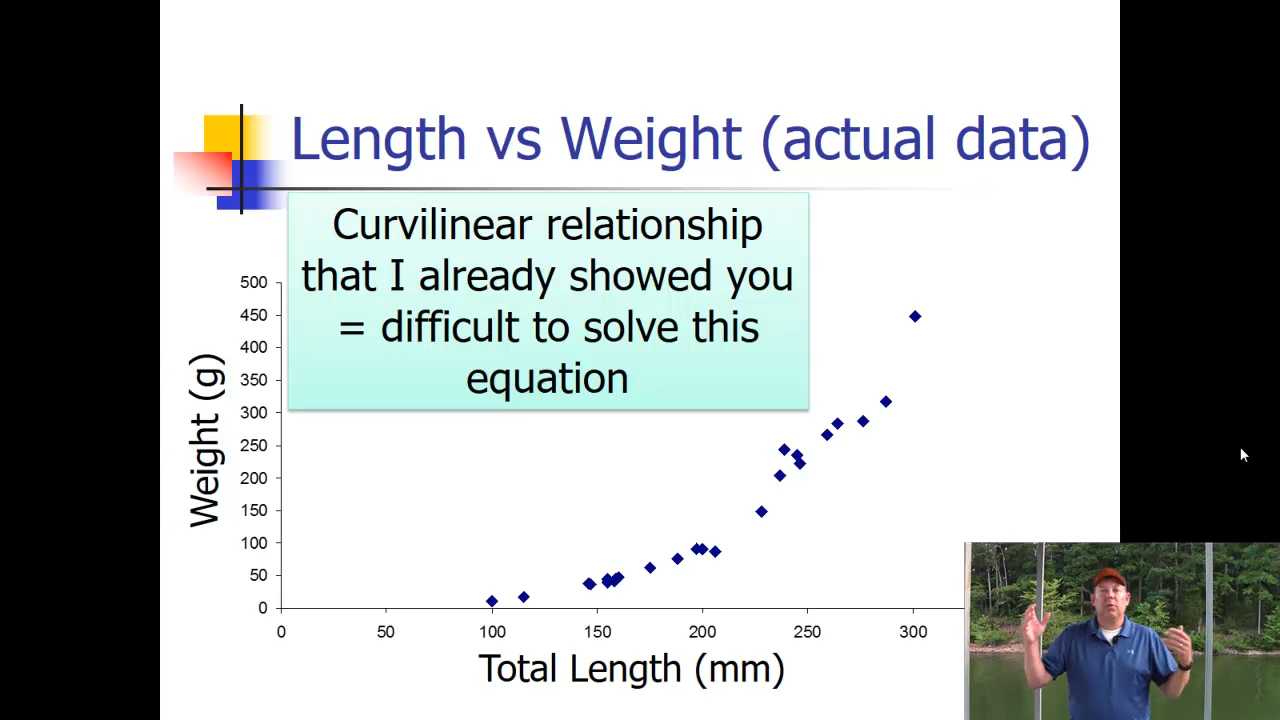 Length vs Weight (actual data)
Curvilinear relationship
that I already showed you
= difficult to solve this
equation
500
450
400
350
300
250
200
150
100
50
0
Weight (g)
0 50 100 150 200 250 300
Total Length (mm)